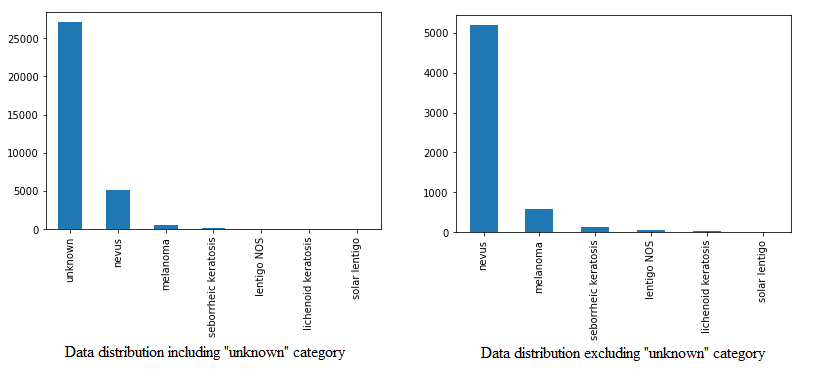 25000
20000
15000
10000
5000
0
unknown
nevus
melanoma
seborrheic keratosis
lentigo NOS
lichenoid keratosis
solar lentigo
Data distribution including "unknown" category
5000
4000
3000
2000
1000
0
nevus
melanoma
seborrheic keratosis
lentigo NOS
lichenoid keratosis
solar lentigo
Data distribution excluding "unknown" category